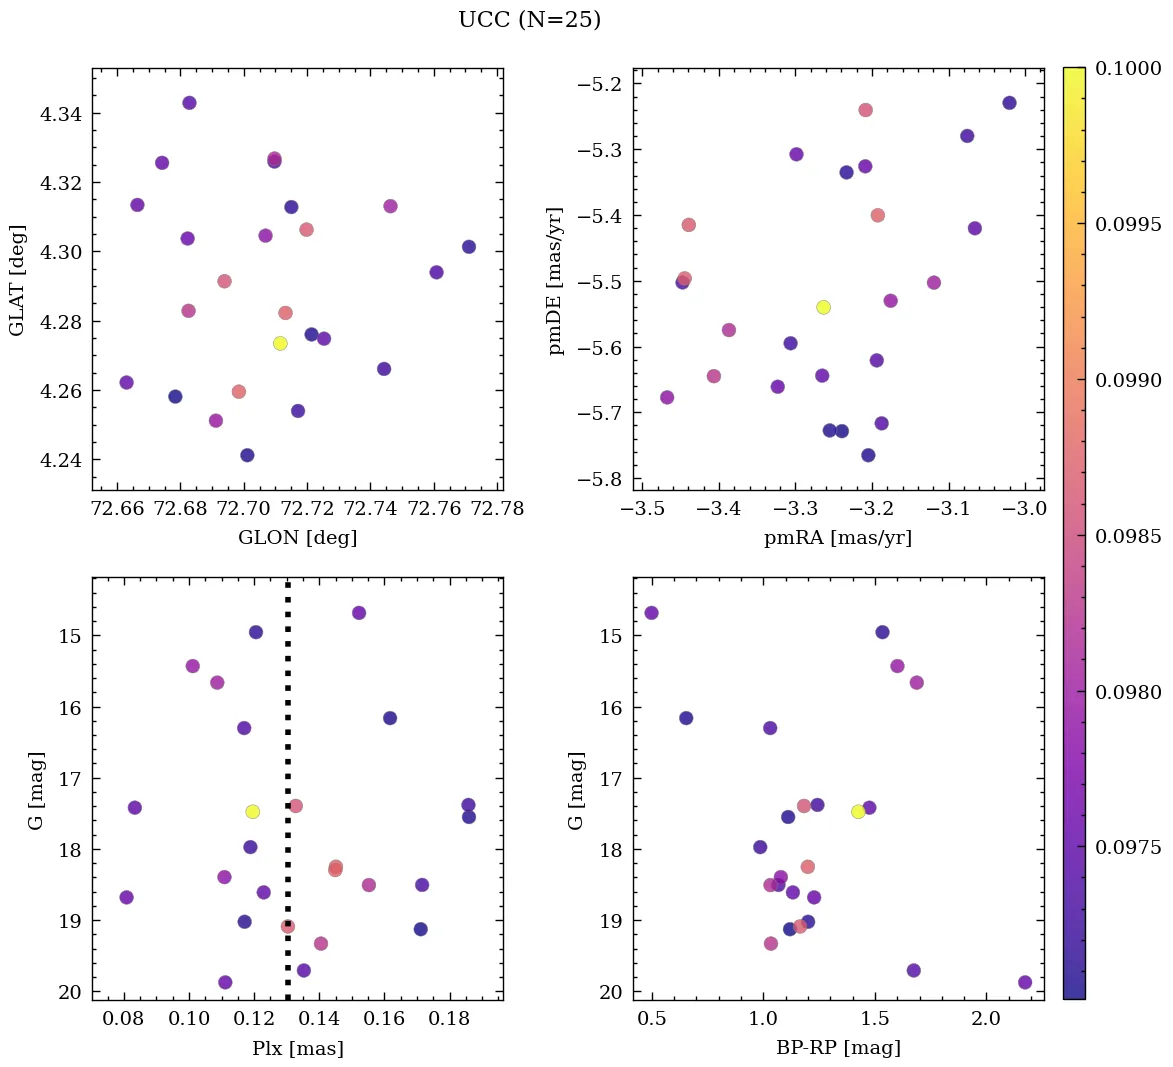 UCC (N=25)
4.34
4.32
4.30
4.28
4.26
4.24
GLAT [deg]
72.66 72.68 72.70 72.72 72.74 72.76 72.78
GLON [deg]
−5.2
−5.3
−5.4
−5.5
−5.6
−5.7
−5.8
pmDE [mas/yr]
−3.5 −3.4 −3.3 −3.2 −3.1 −3.0
pmRA [mas/yr]
15
16
17
18
19
20
G [mag]
0.08 0.10 0.12 0.14 0.16 0.18
Plx [mas]
15
16
17
18
19
20
G [mag]
0.5 1.0 1.5 2.0
BP-RP [mag]
0.1000
0.0995
0.0990
0.0985
0.0980
0.0975